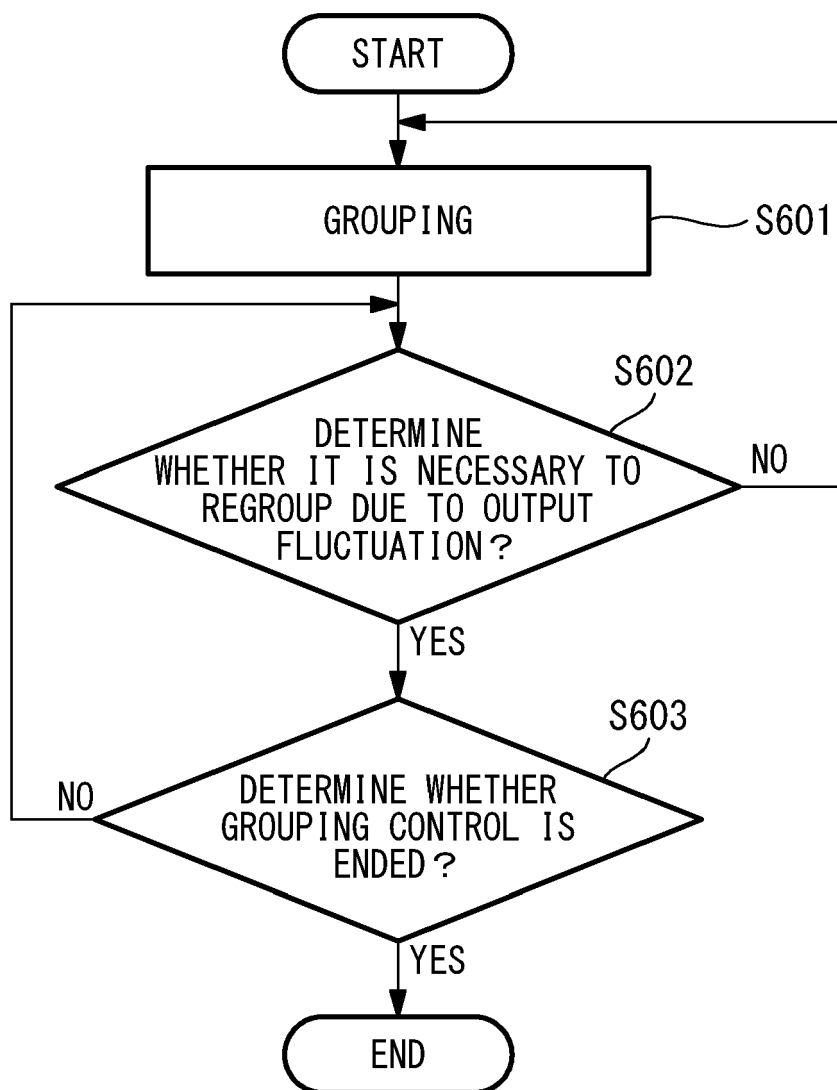 START
GROUPING
S601
S602
DETERMINE
WHETHER IT IS NECESSARY TO
REGROUP DUE TO OUTPUT
FLUCTUATION?
NO
YES
S603
DETERMINE WHETHER
GROUPING CONTROL IS
ENDED?
NO
YES
END